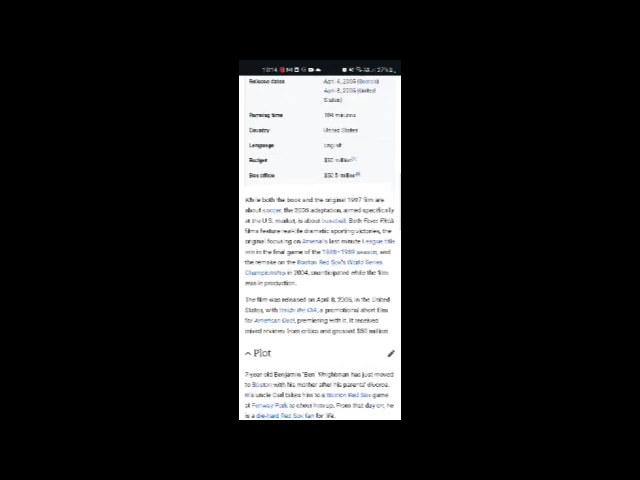 Release dates April 6, 2005 (Boston)
April 8, 2005 (United
States)
Running time 104 minutes
Country United States
Language English
Budget $30 million
Box office $50.5 million
While both the book and the original 1997 film are
about soccer, the 2005 adaptation, aimed specifically
at the U.S. market, is about baseball. Both Fever Pitch
films feature real-life dramatic sporting victories, the
original focusing on Arsenal's last minute League title
win in the final game of the 1988–1989 season, and
the remake on the Boston Red Sox's World Series
Championship in 2004, unanticipated while the film
was in production.
The film was released on April 8, 2005, in the United
States, with Inside the CIA, a promotional short film
for American Dad!, premiering with it. It received
mixed reviews from critics and grossed $50 million.
Plot
7-year-old Benjamin "Ben" Wrightman has just moved
to Boston with his mother after his parents' divorce.
His uncle Carl takes him to a Boston Red Sox game
at Fenway Park to cheer him up. From that day on, he
is a die-hard Red Sox fan for life.